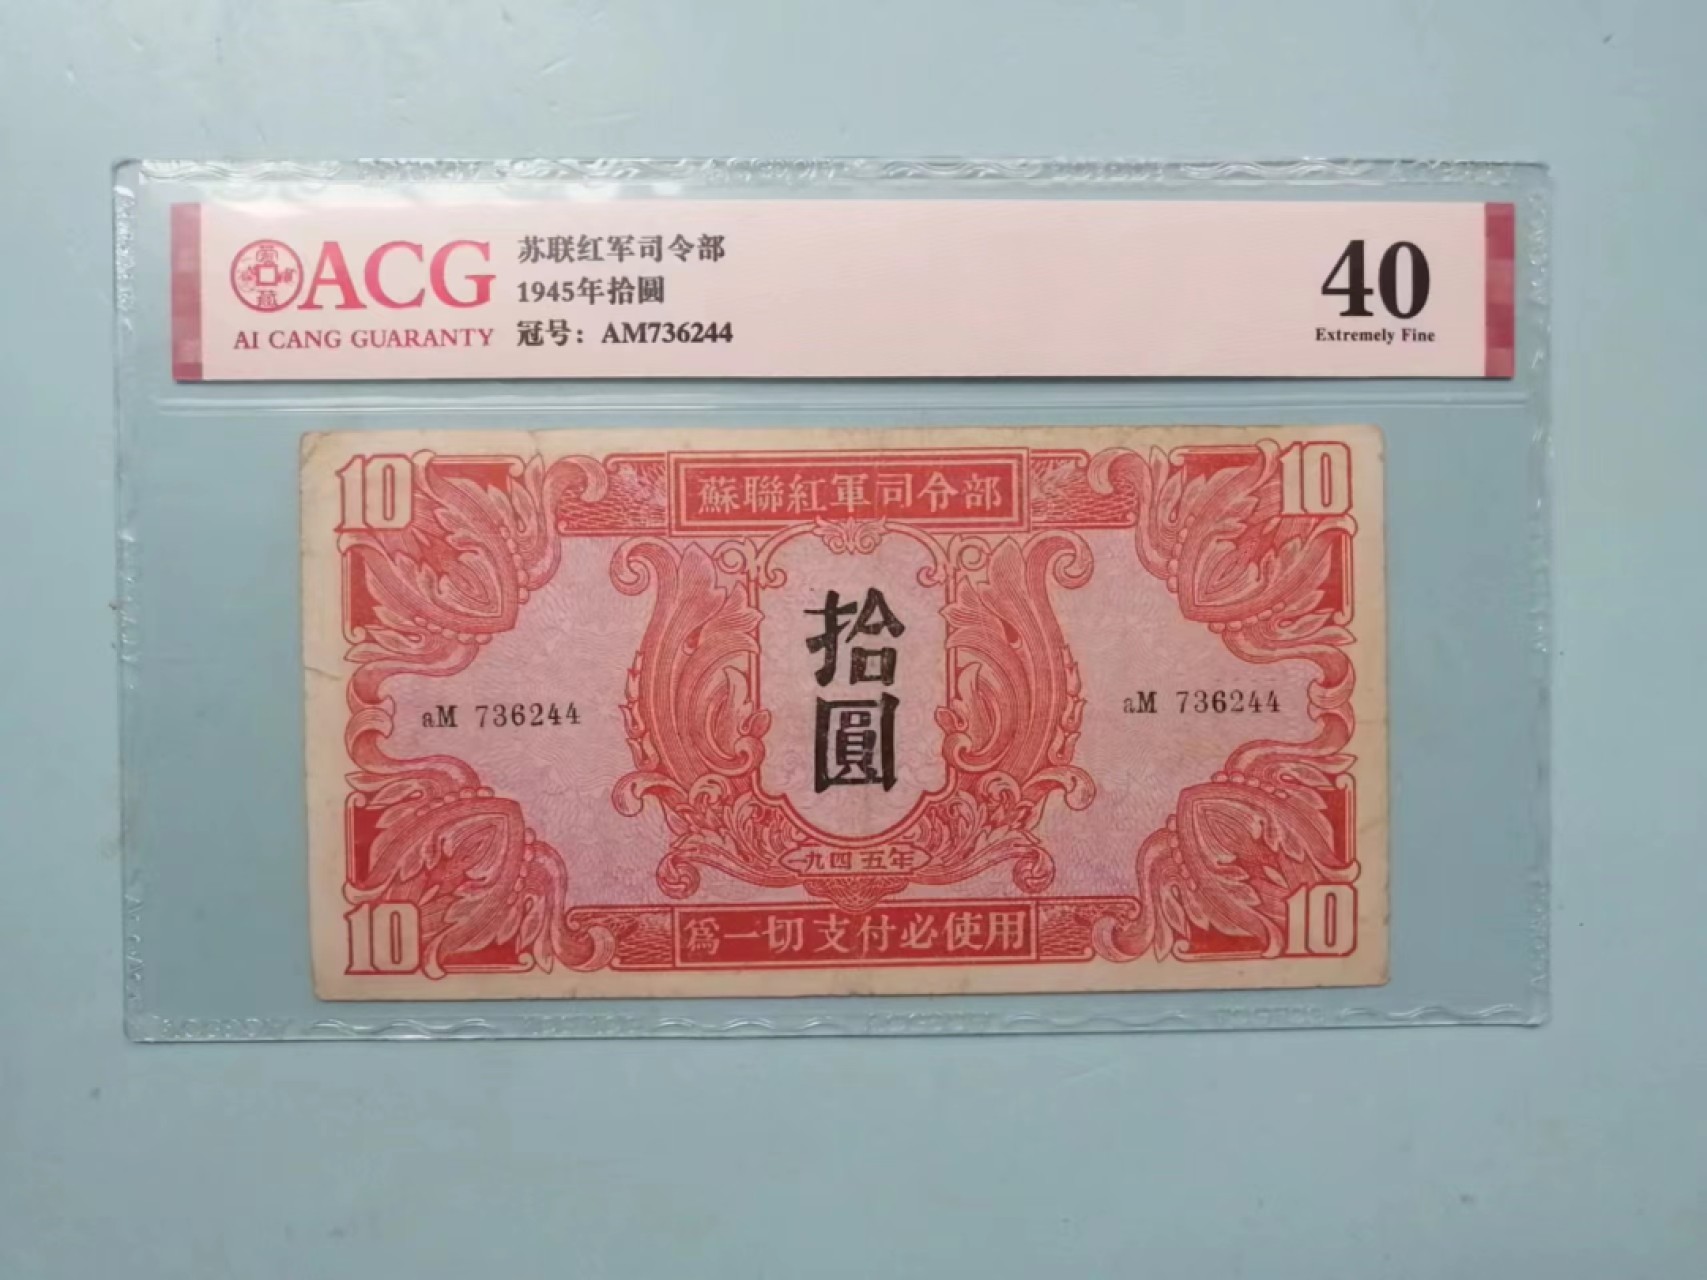 ACG
AI CANG GUARANTY
苏联红军司令部
1945年拾圓
冠号：AM736244
40
Extremely Fine
10
蘇聯紅軍司令部
10
拾圓
aM 736244
aM 736244
一九四五年
10
為一切支付必使用
10